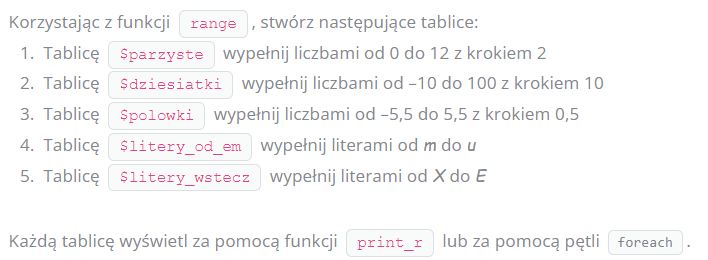 Korzystając z funkcji range, stwórz następujące tablice:
1. Tablicę $parzyste wypełnij liczbami od 0 do 12 z krokiem 2
2. Tablicę $dziesiatki wypełnij liczbami od –10 do 100 z krokiem 10
3. Tablicę $polowki wypełnij liczbami od –5,5 do 5,5 z krokiem 0,5
4. Tablicę $litery_od_em wypełnij literami od m do u
5. Tablicę $litery_wstecz wypełnij literami od X do E
Każdą tablicę wyświetl za pomocą funkcji print_r lub za pomocą pętli foreach.